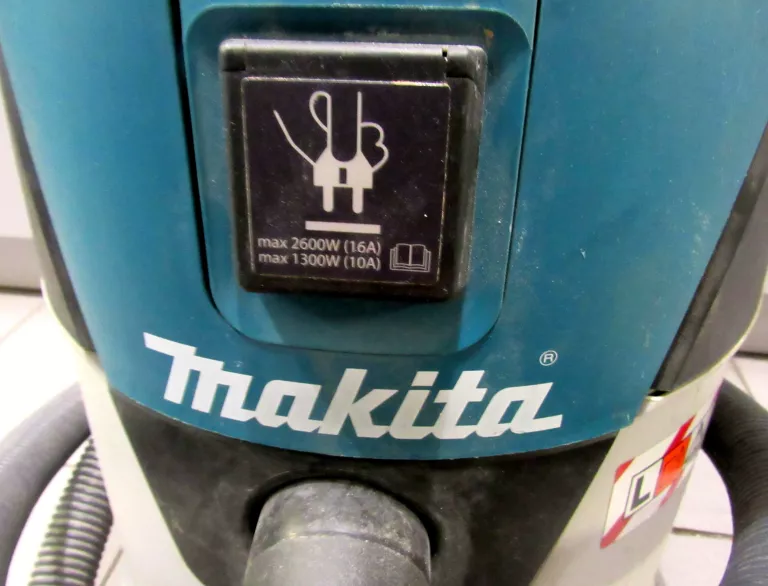 max 2600W (16A)
max 1300W (10A)
makita ®
L